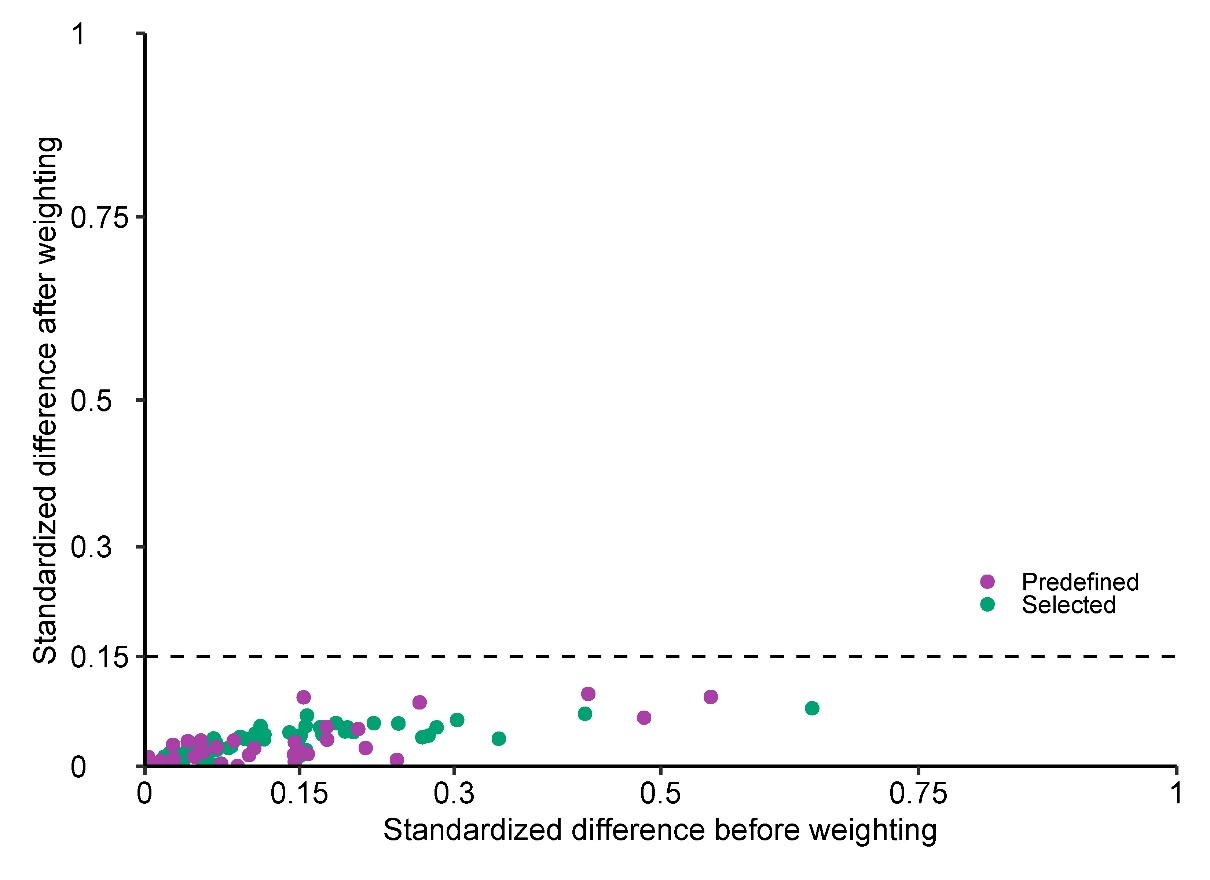 1
0.75
0.5
0.3
0.15
0
Standardized difference after weighting
Predefined
Selected
0 0.15 0.3 0.5 0.75 1
Standardized difference before weighting